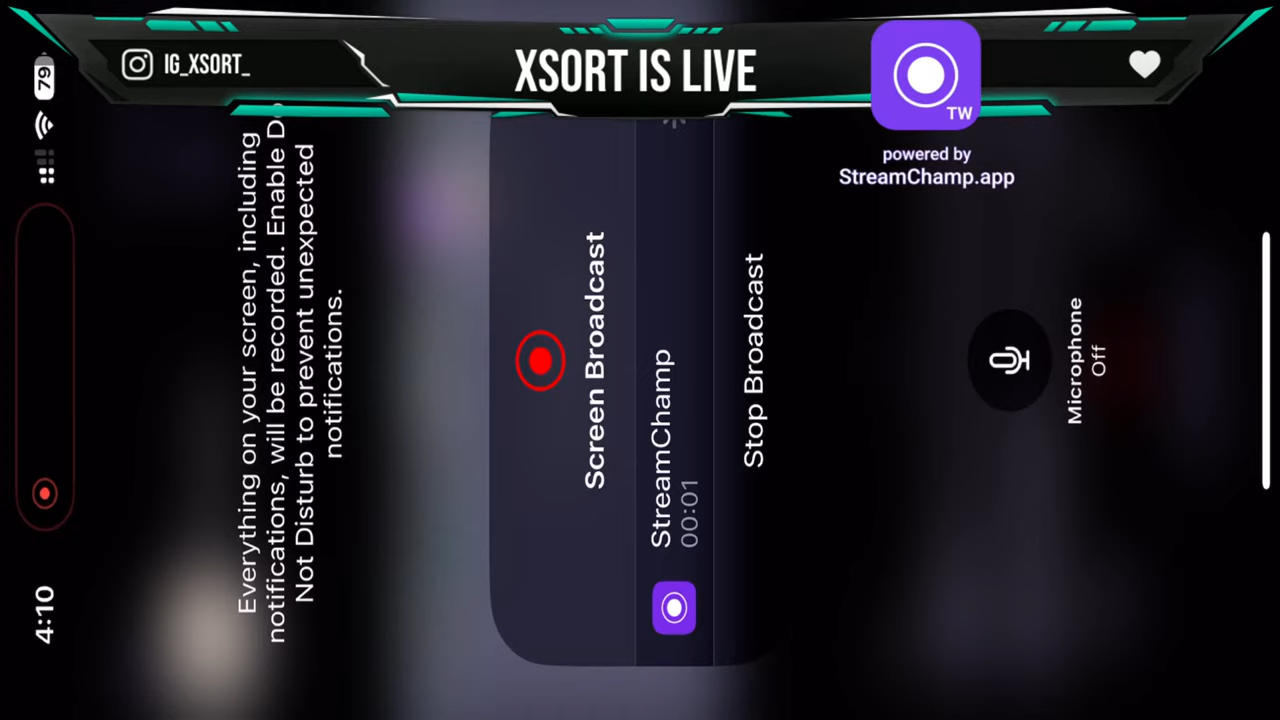 IG_XSORT_
XSORT IS LIVE
TW
powered by
StreamChamp.app
4:10
79
Everything on your screen, including
notifications, will be recorded. Enable Do
Not Disturb to prevent unexpected
notifications.
Screen Broadcast
StreamChamp
00:01
Stop Broadcast
Microphone
Off